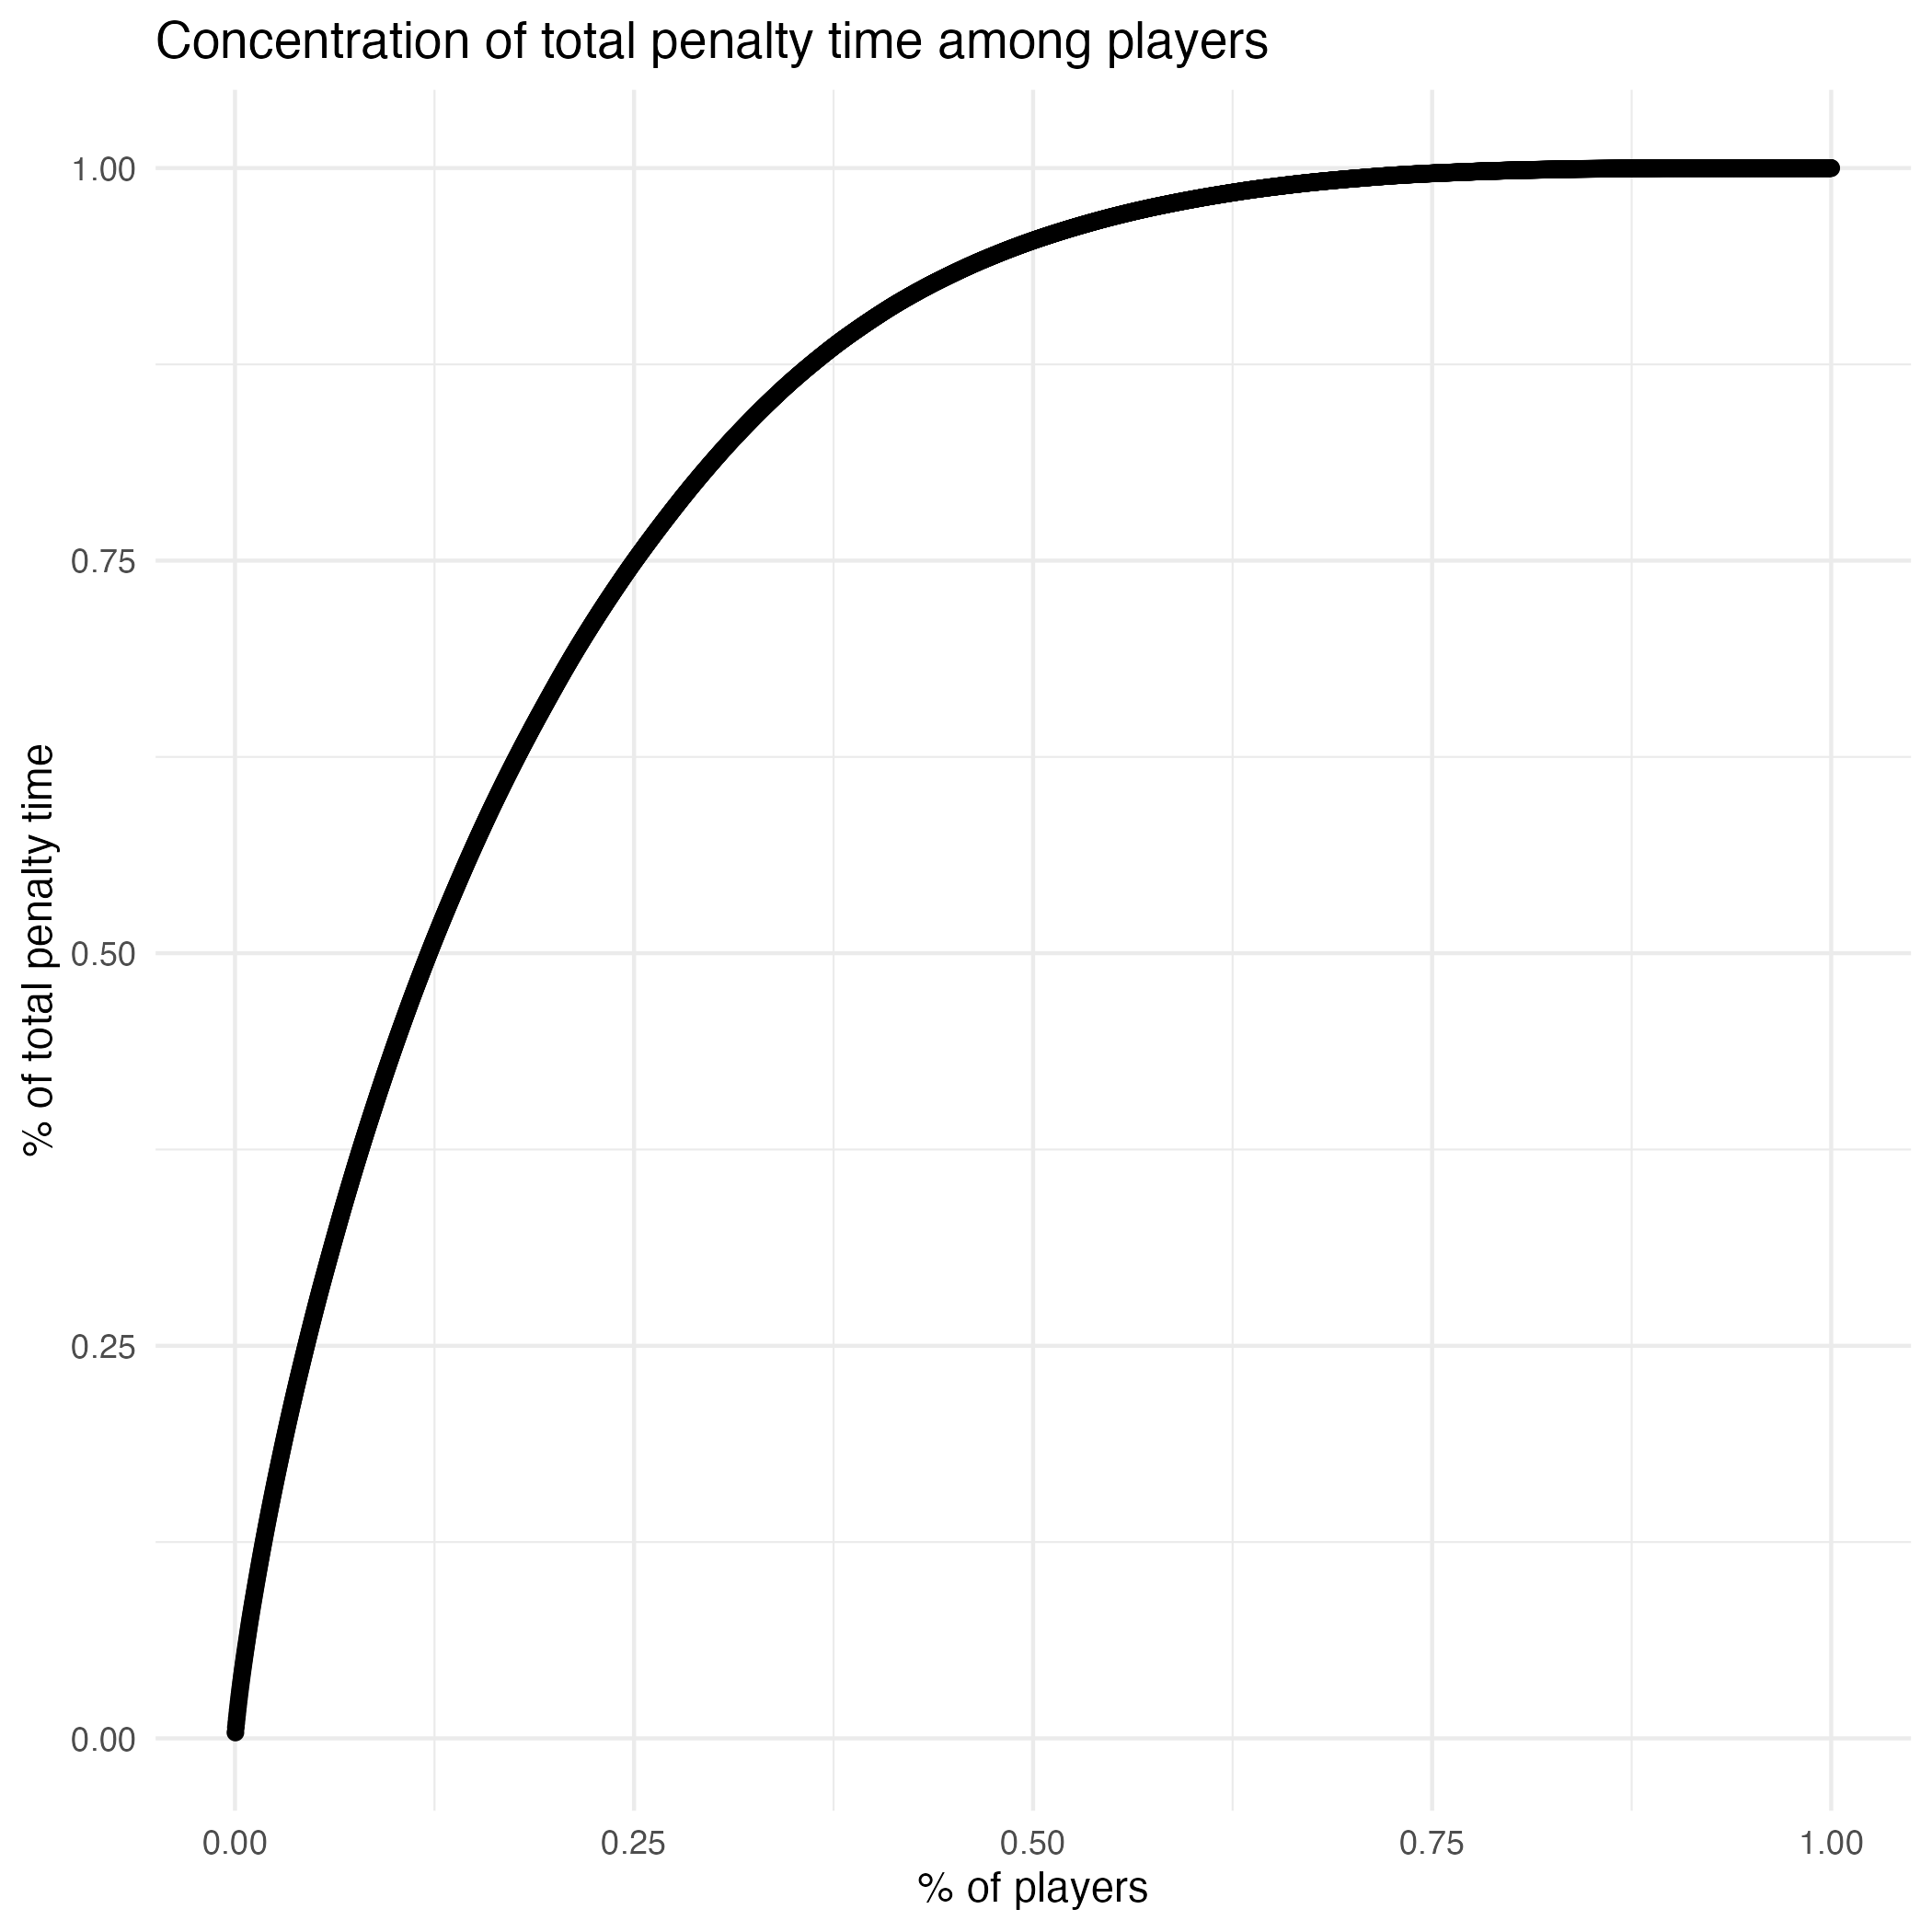 Concentration of total penalty time among players
% of total penalty time
1.00
0.75
0.50
0.25
0.00
0.00 0.25 0.50 0.75 1.00
% of players